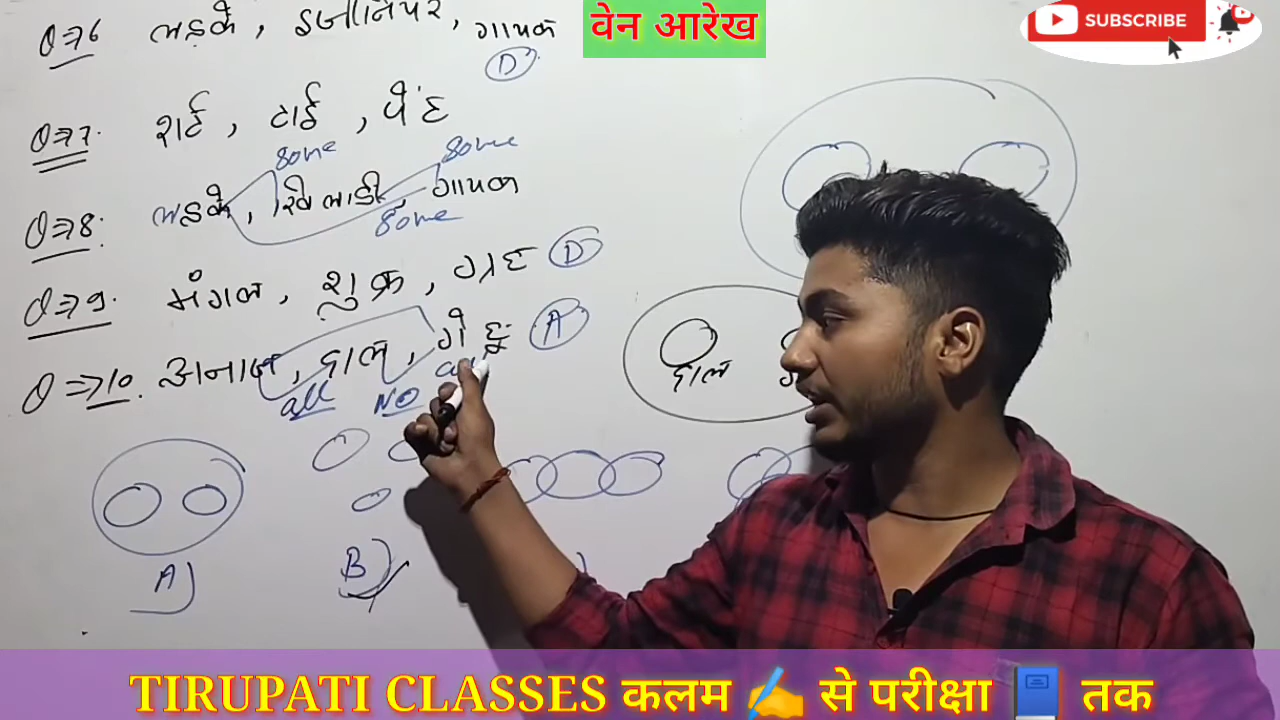 वेन आरेख
SUBSCRIBE
Q⇒6 लड़के, इंजीनियर, गायक
D
Q⇒7. शर्ट, टाई, पैंट
some some
Q⇒8. लड़के, खिलाडी, गायक
some
Q⇒9. मंगल, शुक्र, ग्रह D
Q⇒10. अनाज, दाल, गेहूँ A
all NO
दाल
A) B)
TIRUPATI CLASSES कलम ✍ से परीक्षा 📘 तक